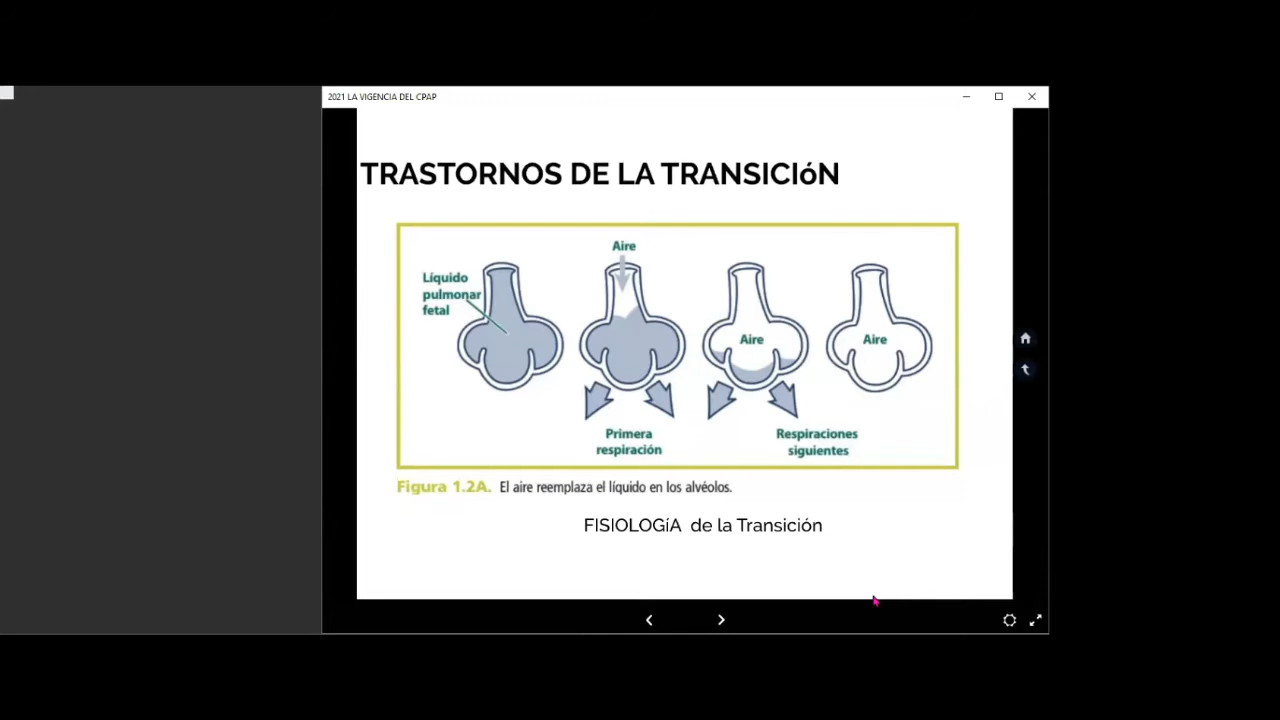 2021 LA VIGENCIA DEL CPAP
TRASTORNOS DE LA TRANSICIóN
Aire
Líquido
pulmonar
fetal
Aire
Aire
Primera
respiración
Respiraciones
siguientes
Figura 1.2A. El aire reemplaza el líquido en los alvéolos.
FISIOLOGíA de la Transición